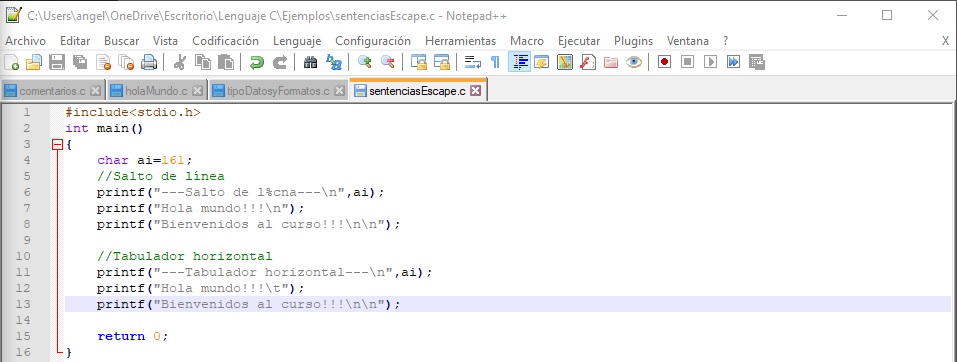 C:\Users\angel\OneDrive\Escritorio\Lenguaje C\Ejemplos\sentenciasEscape.c - Notepad++
Archivo Editar Buscar Vista Codificación Lenguaje Configuración Herramientas Macro Ejecutar Plugins Ventana ? X
comentarios.c holaMundo.c tipoDatosyFormatos.c sentenciasEscape.c
1 #include<stdio.h>
2 int main()
3 {
4 char ai=161;
5 //Salto de línea
6 printf("---Salto de l%cna---\n",ai);
7 printf("Hola mundo!!!\n");
8 printf("Bienvenidos al curso!!!\n\n");
9
10 //Tabulador horizontal
11 printf("---Tabulador horizontal---\n",ai);
12 printf("Hola mundo!!!\t");
13 printf("Bienvenidos al curso!!!\n\n");
14
15 return 0;
16 }